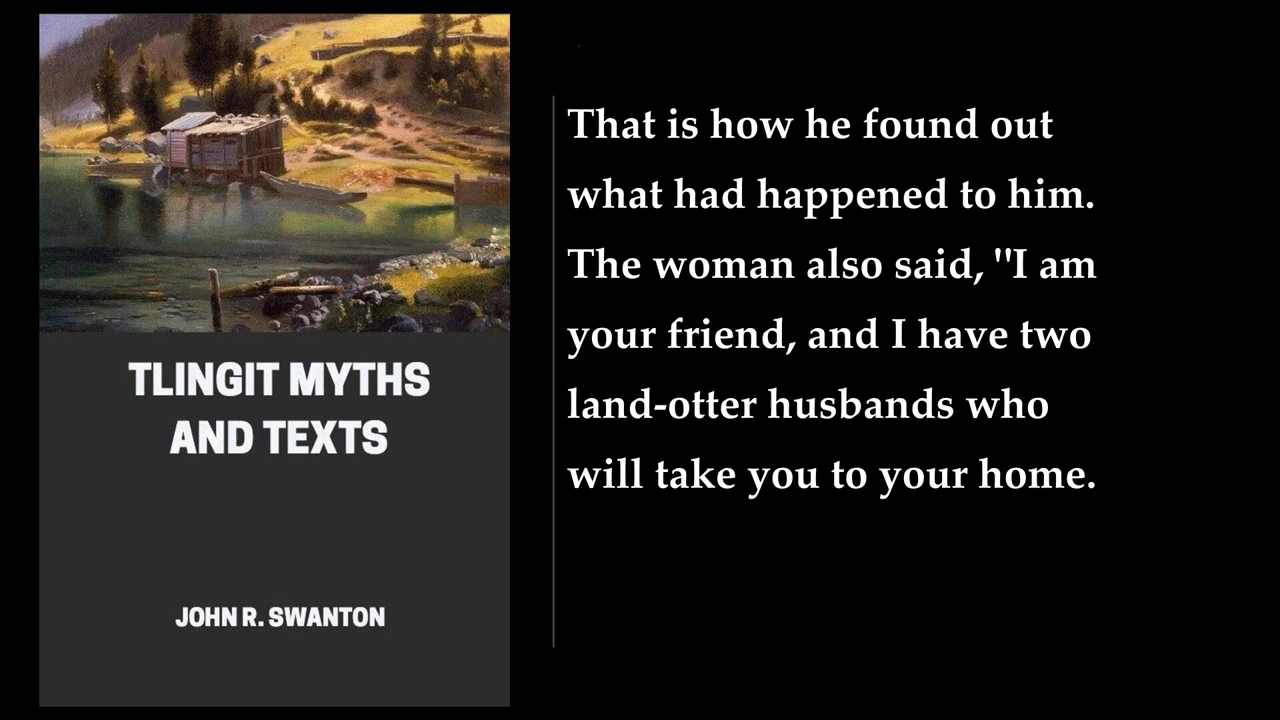 TLINGIT MYTHS
AND TEXTS
JOHN R. SWANTON
That is how he found out
what had happened to him.
The woman also said, "I am
your friend, and I have two
land-otter husbands who
will take you to your home.